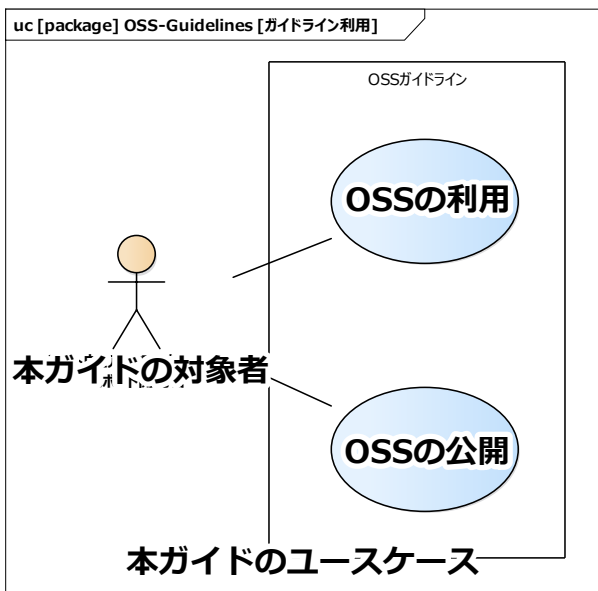 uc [package] OSS-Guidelines [ガイドライン利用]
OSSガイドライン
OSSの利用
本ガイドの対象者
OSSの公開
本ガイドのユースケース